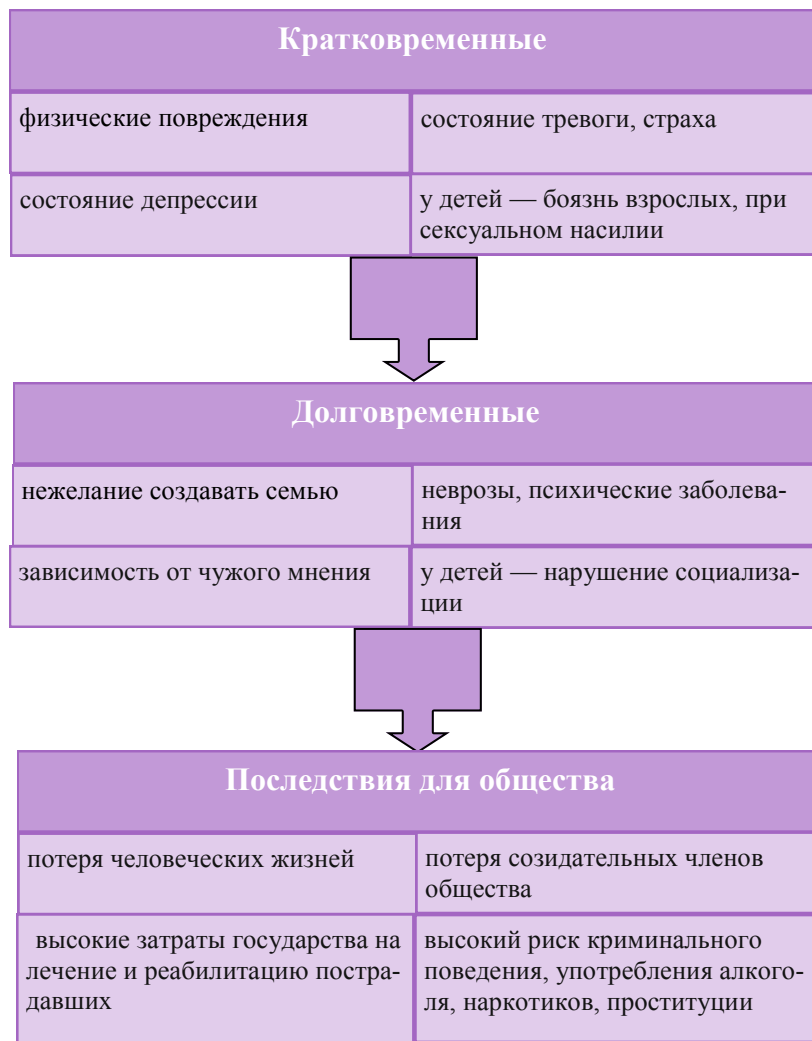 Кратковременные
физические повреждения
состояние тревоги, страха
состояние депрессии
у детей — боязнь взрослых, при
сексуальном насилии
Долговременные
нежелание создавать семью
неврозы, психические заболева-
ния
зависимость от чужого мнения
у детей — нарушение социализа-
ции
Последствия для общества
потеря человеческих жизней
потеря созидательных членов
общества
высокие затраты государства на
лечение и реабилитацию постра-
давших
высокий риск криминального
поведения, употребления алкого-
ля, наркотиков, проституции